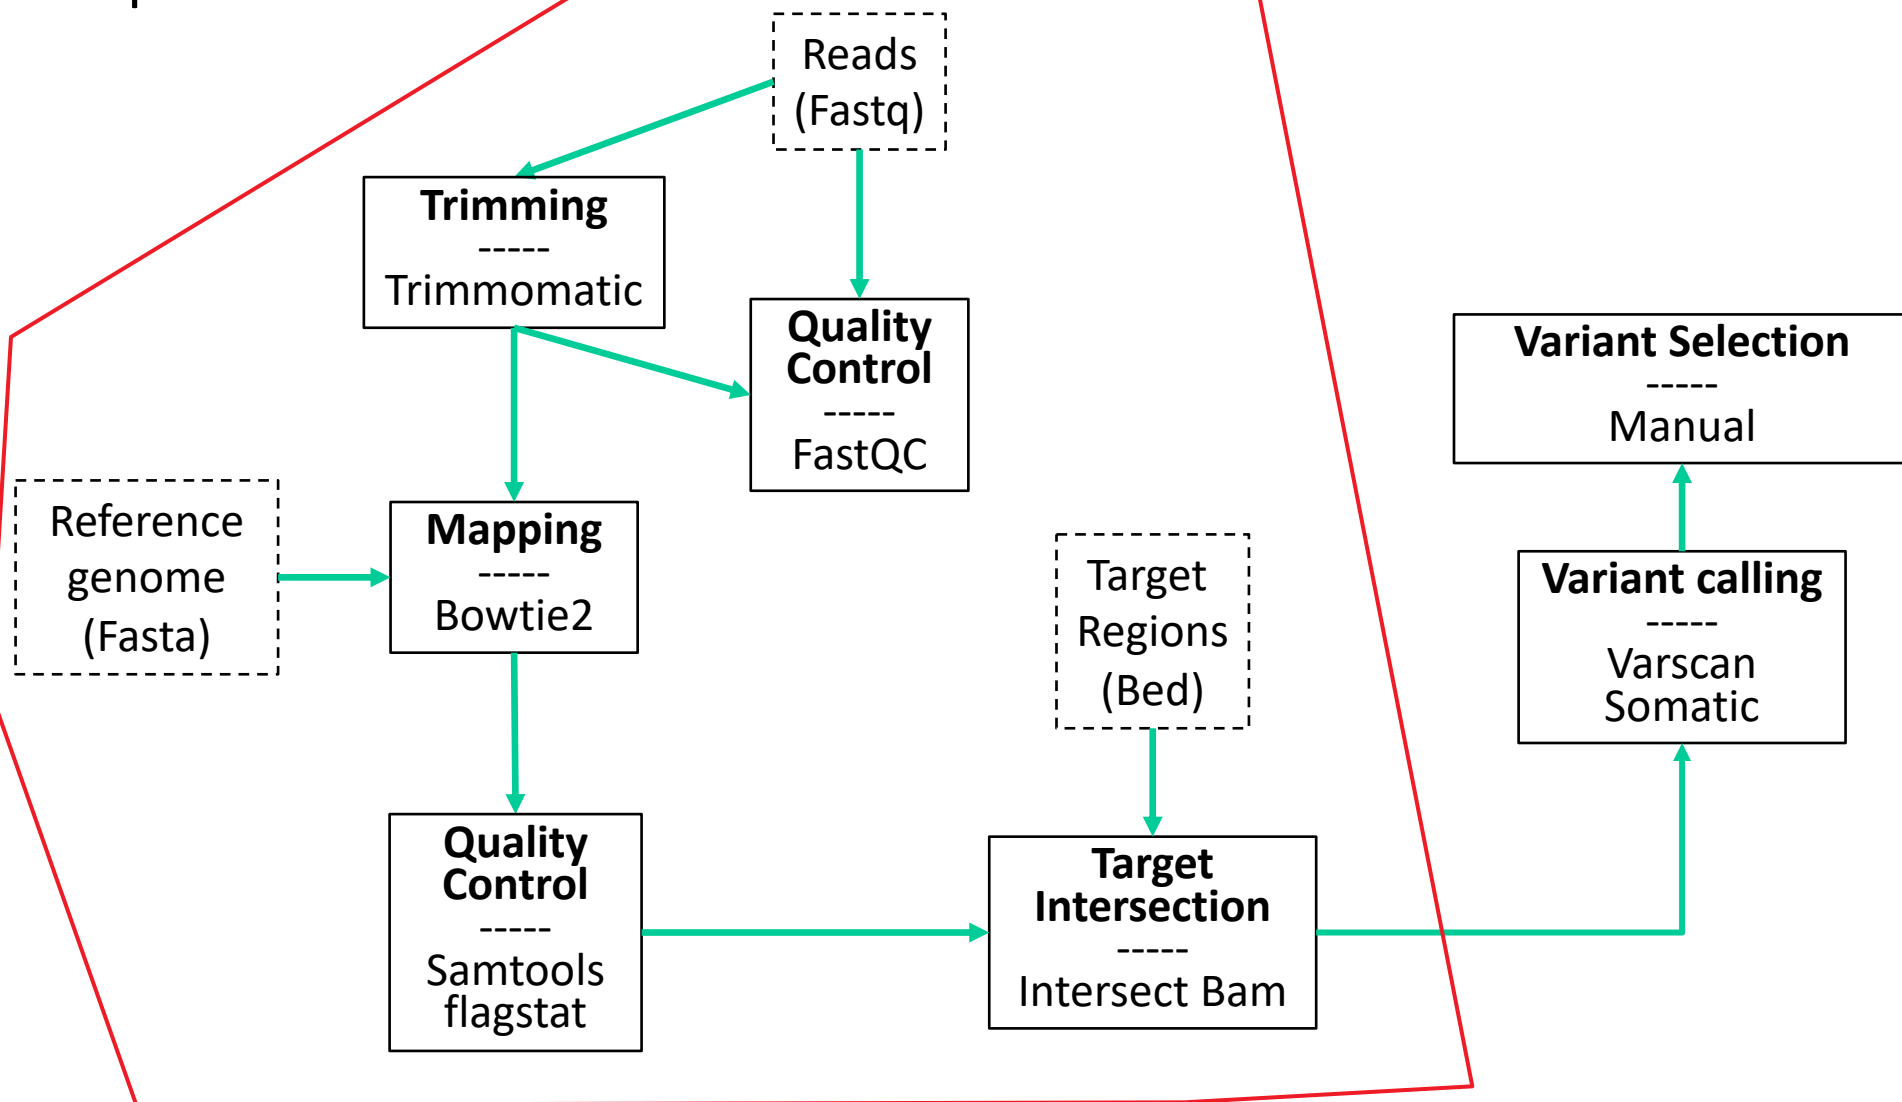 Reads
(Fastq)
Trimming
-----
Trimmomatic
Quality
Control
-----
FastQC
Reference
genome
(Fasta)
Mapping
-----
Bowtie2
Target
Regions
(Bed)
Quality
Control
-----
Samtools
flagstat
Target
Intersection
-----
Intersect Bam
Variant Selection
-----
Manual
Variant calling
-----
Varscan
Somatic